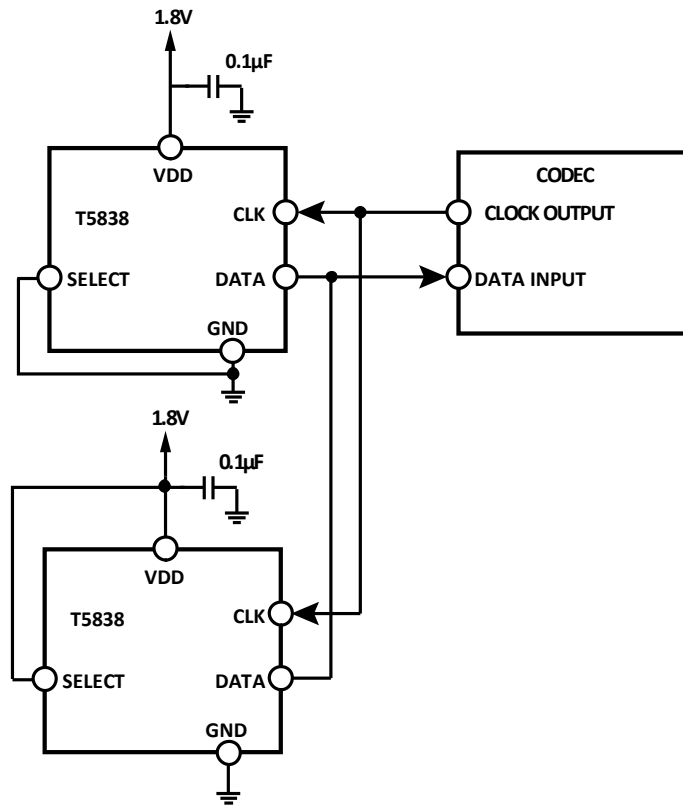 1.8V
0.1µF
VDD
T5838
CLK
SELECT
DATA
GND
CODEC
CLOCK OUTPUT
DATA INPUT
1.8V
0.1µF
VDD
T5838
CLK
SELECT
DATA
GND